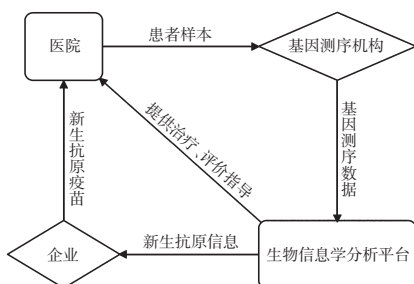 医院
患者样本
基因测序机构
新生抗原疫苗
提供治疗、评价指导
基因测序数据
企业
新生抗原信息
生物信息学分析平台